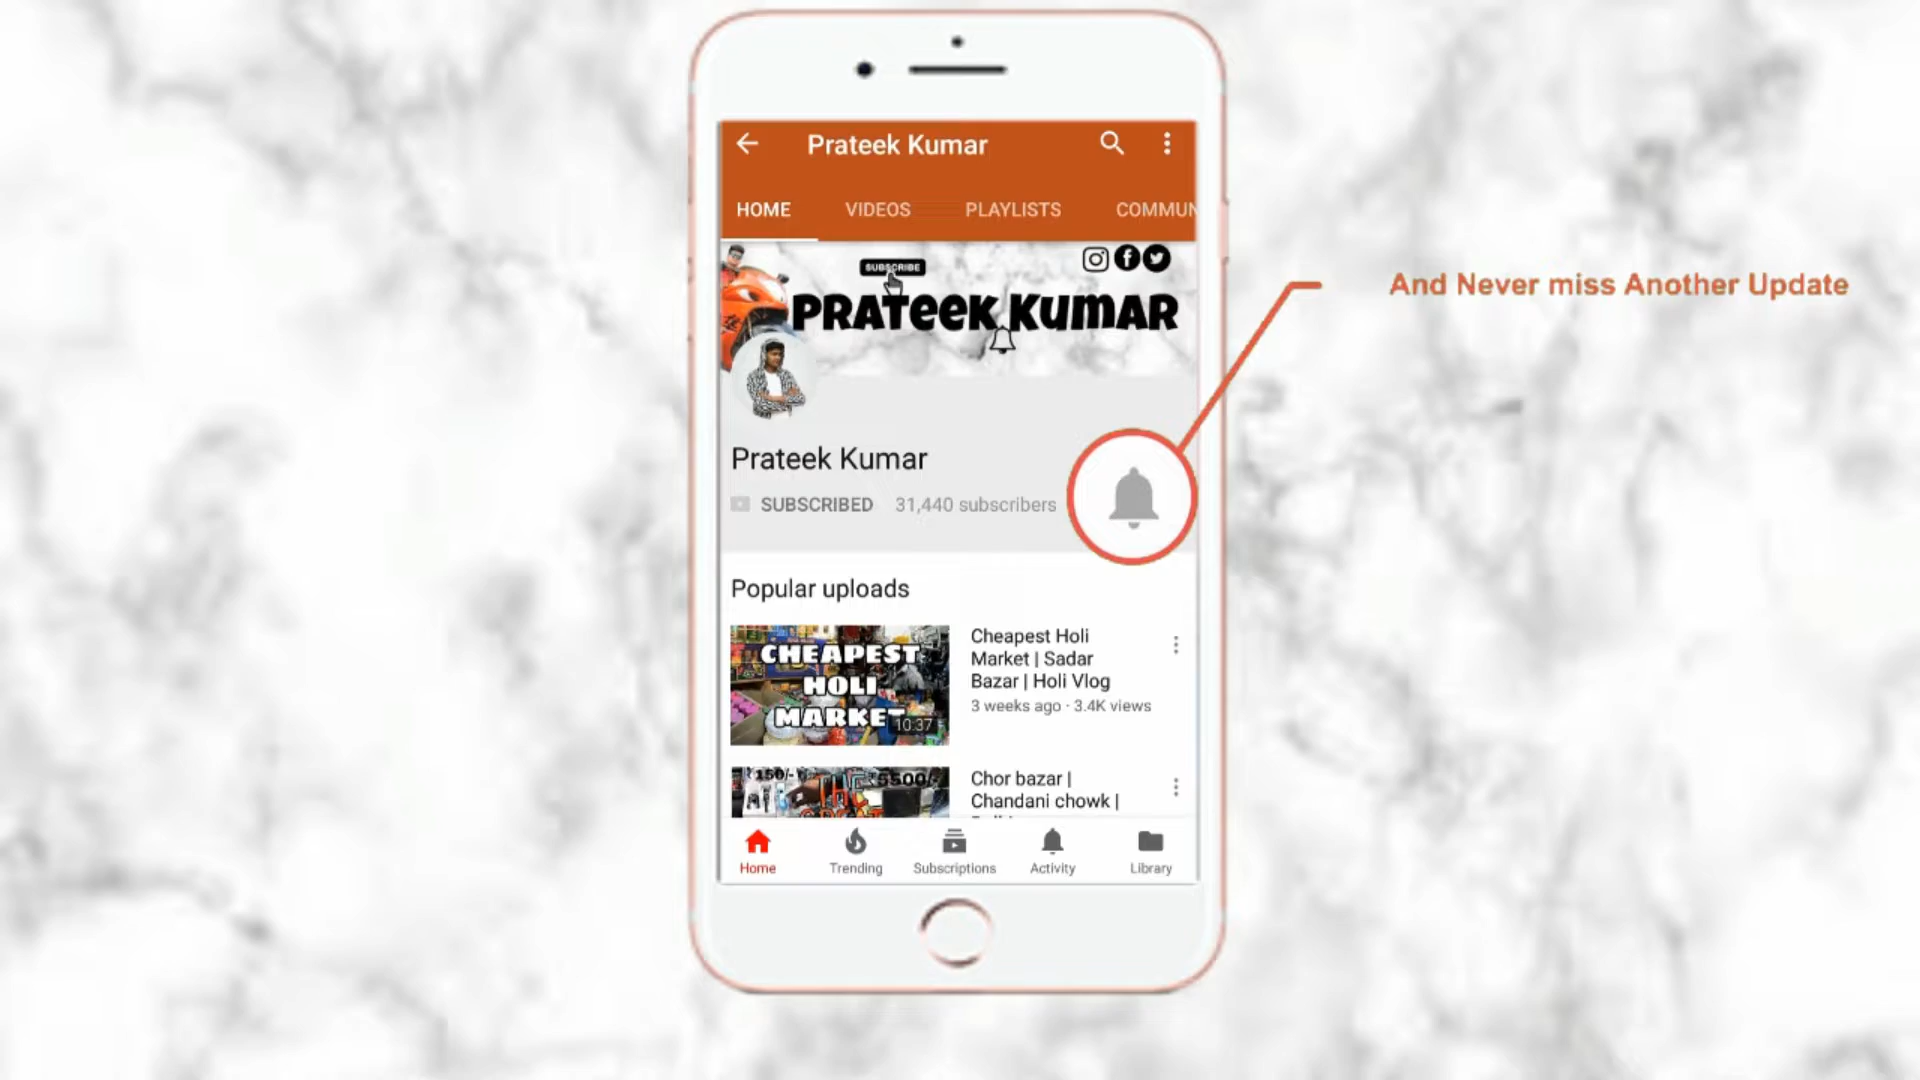 Prateek Kumar
HOME VIDEOS PLAYLISTS COMMUN
SUBSCRIBE
PRATEEK KUMAR
And Never miss Another Update
Prateek Kumar
SUBSCRIBED 31,440 subscribers
Popular uploads
CHEAPEST
HOLI
MARKET
10:37
Cheapest Holi
Market | Sadar
Bazar | Holi Vlog
3 weeks ago · 3.4K views
150/- 5500/-
Chor bazar |
Chandani chowk |
Home Trending Subscriptions Activity Library